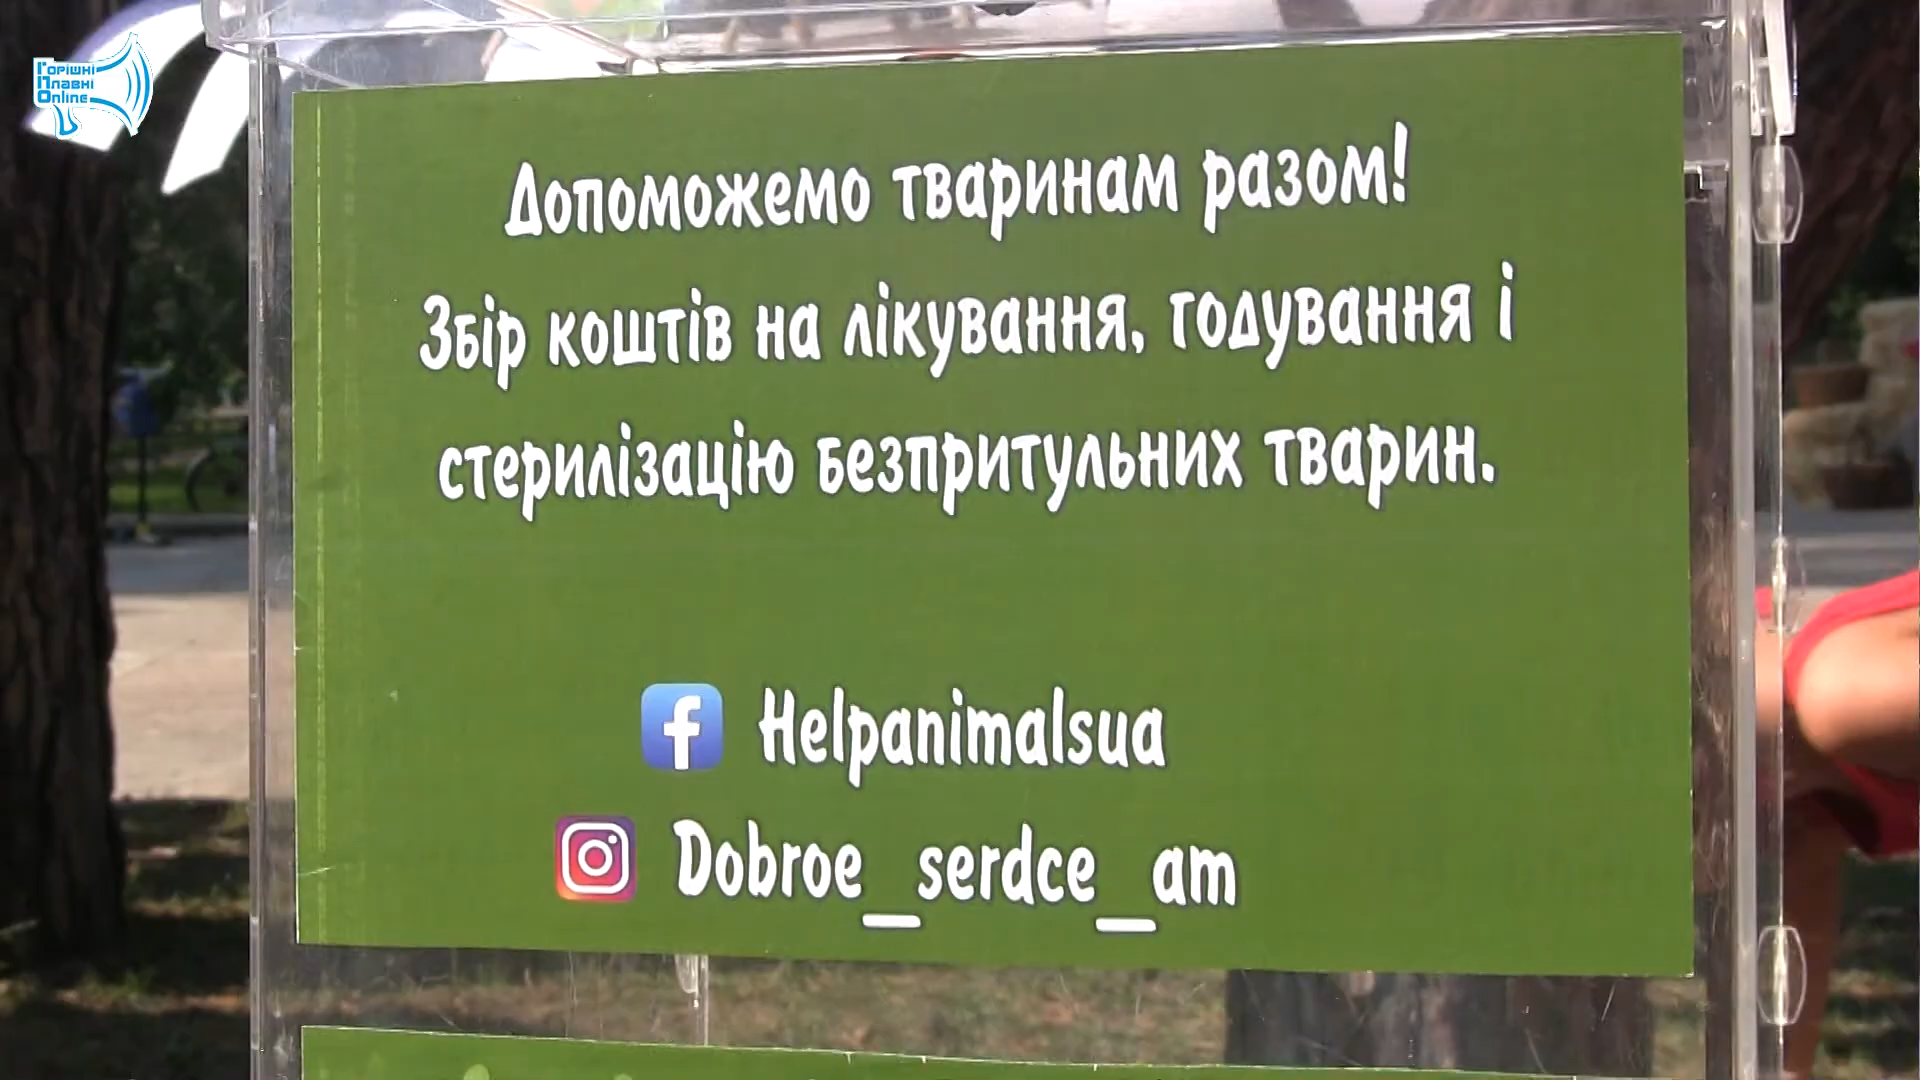 Горішні
Плавні
Online
Допоможемо тваринам разом!
Збір коштів на лікування, годування і
стерилізацію безпритульних тварин.
Helpanimalsua
Dobroe_serdce_am